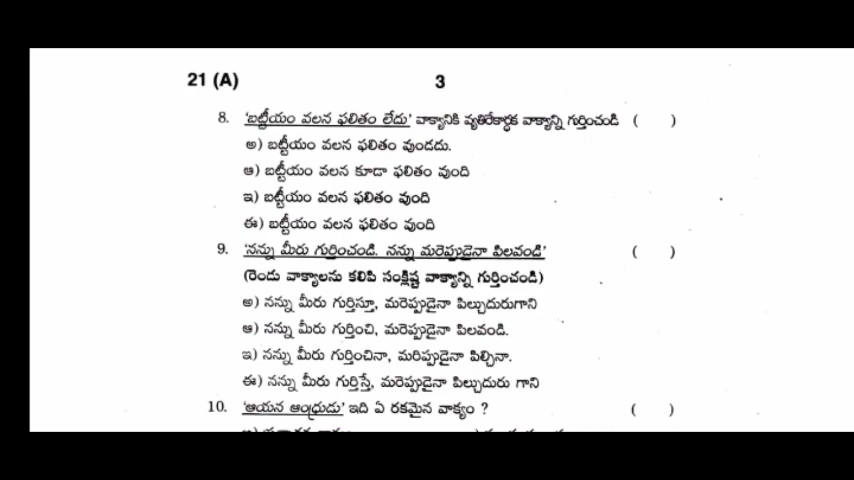 21 (A)
3
8. 'బట్టీయం వలన ఫలితం లేదు' వాక్యానికి వ్యతిరేకార్థక వాక్యాన్ని గుర్తించండి ( )
అ) బట్టీయం వలన ఫలితం వుండదు.
ఆ) బట్టీయం వలన కూడా ఫలితం వుంది
ఇ) బట్టీయం వలన ఫలితం వుంది
ఈ) బట్టీయం వలన ఫలితం వుంది
9. 'నన్ను మీరు గుర్తించండి. నన్ను మరెప్పుడైనా పిలవండి' ( )
(రెండు వాక్యాలను కలిపి సంక్లిష్ట వాక్యాన్ని గుర్తించండి)
అ) నన్ను మీరు గుర్తిస్తూ, మరెప్పుడైనా పిల్చుదురుగాని
ఆ) నన్ను మీరు గుర్తించి, మరెప్పుడైనా పిలవండి.
ఇ) నన్ను మీరు గుర్తించినా, మరిప్పుడైనా పిల్చినా.
ఈ) నన్ను మీరు గుర్తిస్తే, మరెప్పుడైనా పిల్చుదురు గాని
10. 'ఆయన ఆంధ్రుడు' ఇది ఏ రకమైన వాక్యం ? ( )